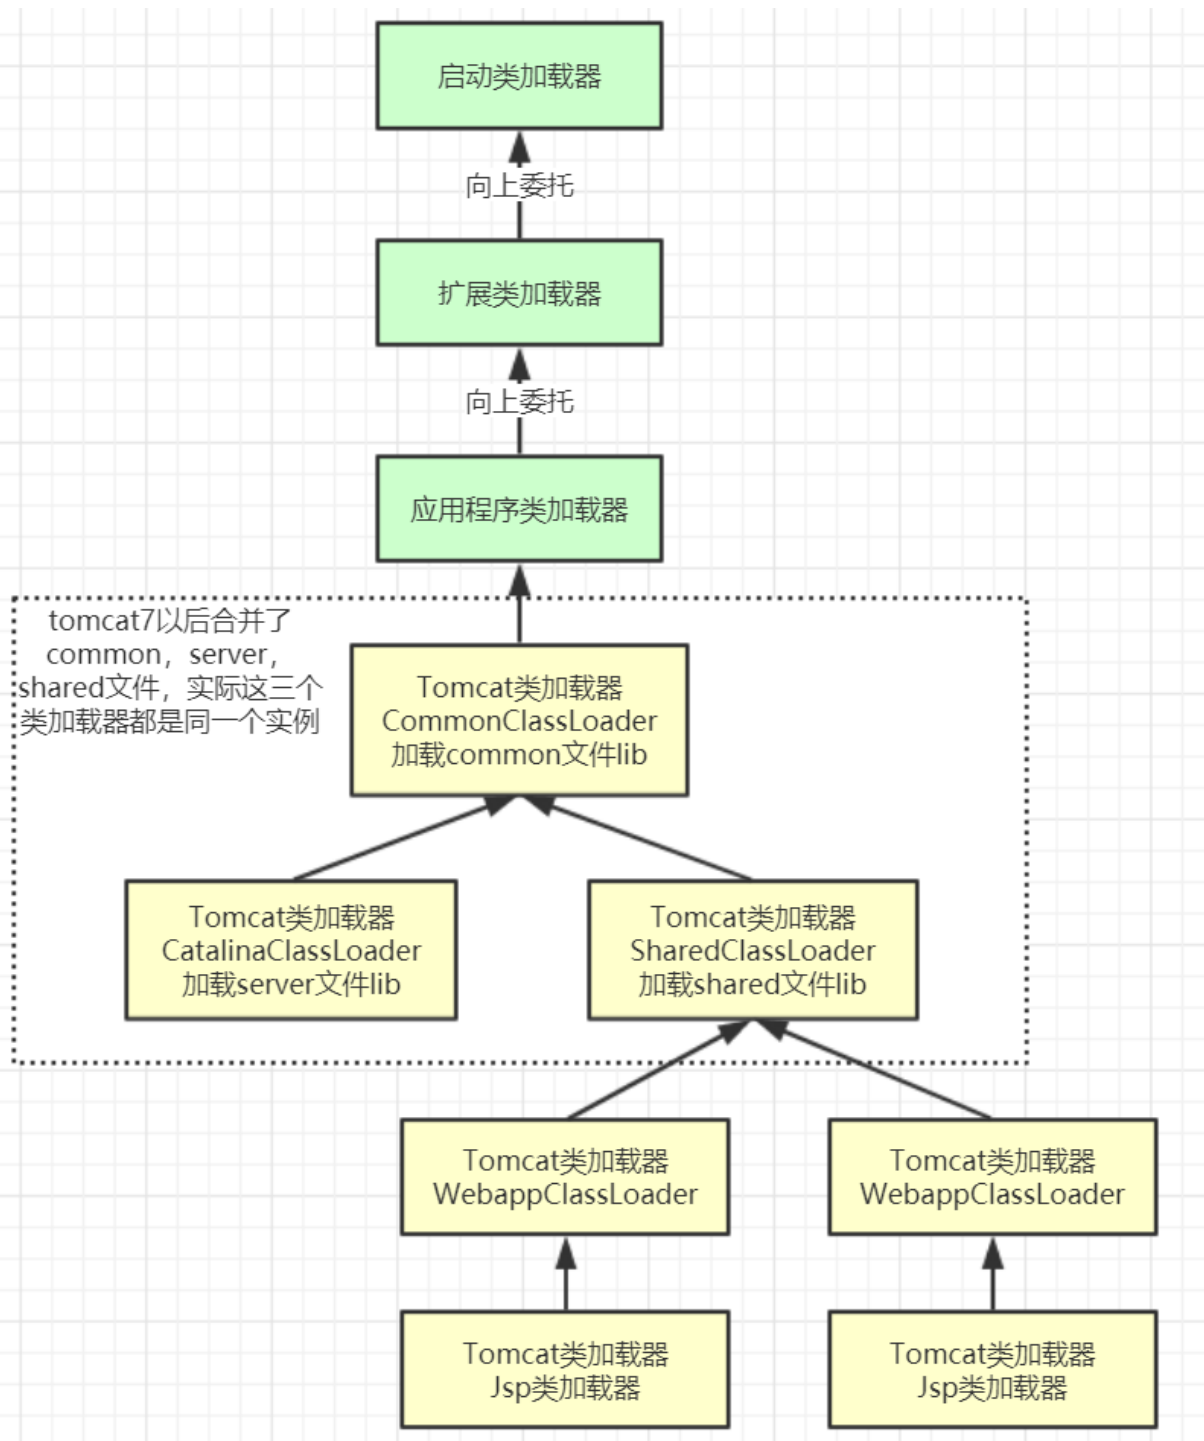 启动类加载器
向上委托
扩展类加载器
向上委托
应用程序类加载器
tomcat7以后合并了
common，server，
shared文件，实际这三个
类加载器都是同一个实例
Tomcat类加载器
CommonClassLoader
加载common文件lib
Tomcat类加载器
CatalinaClassLoader
加载server文件lib
Tomcat类加载器
SharedClassLoader
加载shared文件lib
Tomcat类加载器
WebappClassLoader
Tomcat类加载器
WebappClassLoader
Tomcat类加载器
Jsp类加载器
Tomcat类加载器
Jsp类加载器